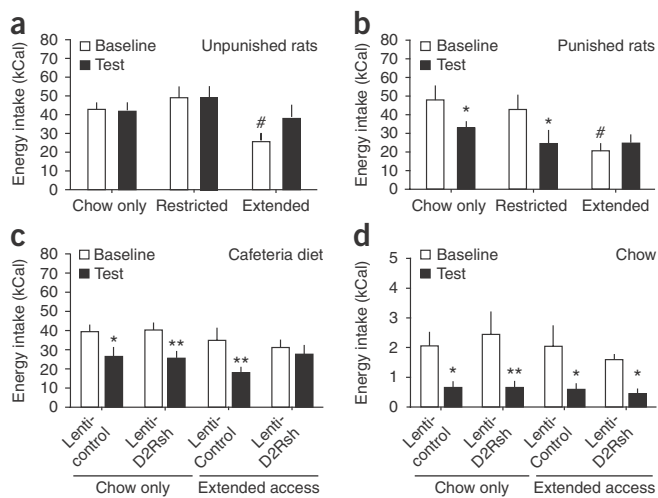 a
Energy intake (kCal)
80
70
60
50
40
30
20
10
0
Baseline
Test
Unpunished rats
#
Chow only
Restricted
Extended
b
Energy intake (kCal)
80
70
60
50
40
30
20
10
0
Baseline
Test
Punished rats
*
*
#
Chow only
Restricted
Extended
c
Energy intake (kCal)
80
70
60
50
40
30
20
10
0
Baseline
Test
Cafeteria diet
*
**
**
Lenti-
control
Lenti-
D2Rsh
Lenti-
Control
Lenti-
D2Rsh
Chow only
Extended access
d
Energy intake (kCal)
5
4
3
2
1
0
Baseline
Test
Chow
*
**
*
*
Lenti-
control
Lenti-
D2Rsh
Lenti-
Control
Lenti-
D2Rsh
Chow only
Extended access